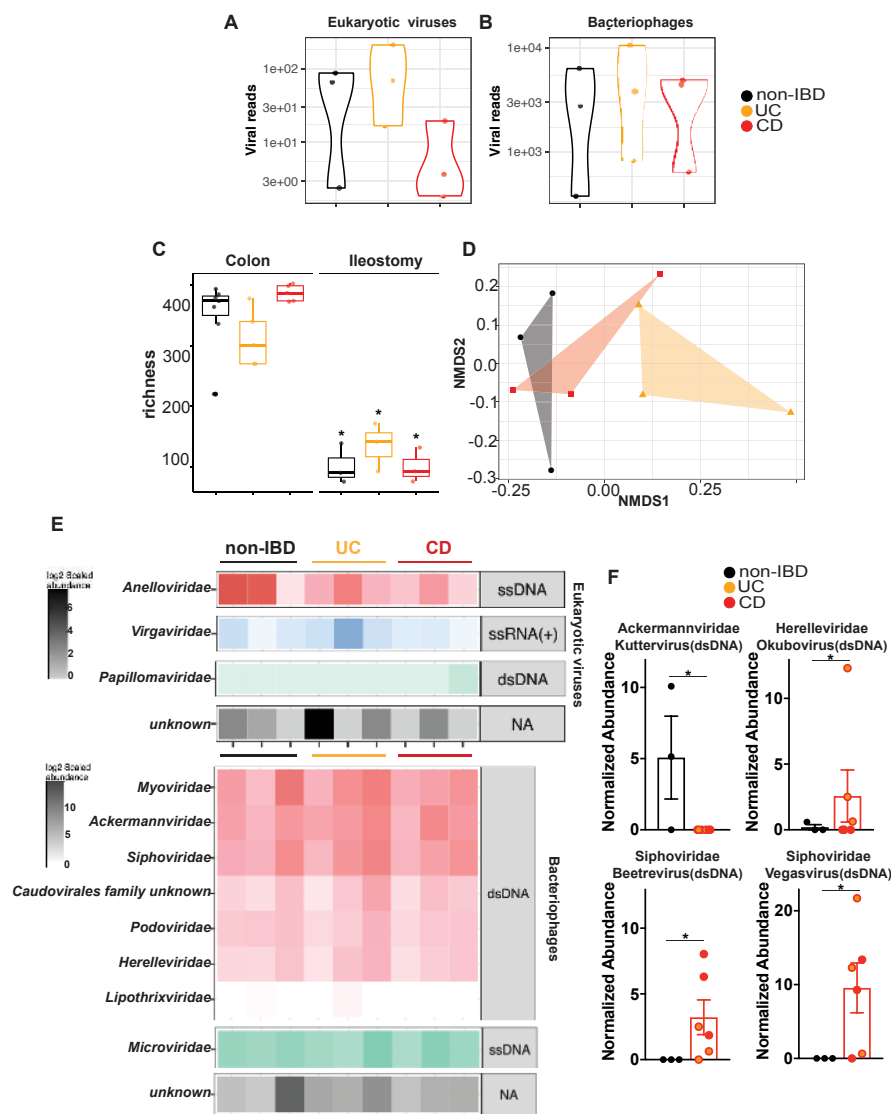 A
Eukaryotic viruses
Viral reads
1e+02
3e+01
1e+01
3e+00
B
Bacteriophages
Viral reads
1e+04
3e+03
1e+03
non-IBD
UC
CD
C
Colon
Ileostomy
richness
400
300
200
100
*
*
*
D
NMDS2
0.2
0.1
0.0
-0.1
-0.2
-0.3
-0.25
0.00
0.25
NMDS1
E
non-IBD
UC
CD
log2 Scaled
abundance
6
4
2
0
Anelloviridae
ssDNA
Virgaviridae
ssRNA(+)
Papillomaviridae
dsDNA
unknown
NA
Eukaryotic viruses
log2 Scaled
abundance
10
5
0
Myoviridae
Ackermannviridae
Siphoviridae
Caudovirales family unknown
Podoviridae
Herelleviridae
Lipothrixviridae
dsDNA
Microviridae
ssDNA
unknown
NA
Bacteriophages
F
non-IBD
UC
CD
Ackermannviridae
Kuttervirus(dsDNA)
Normalized Abundance
10
5
0
*
Herelleviridae
Okubovirus(dsDNA)
Normalized Abundance
10
5
0
*
Siphoviridae
Beetrevirus(dsDNA)
Normalized Abundance
10
5
0
*
Siphoviridae
Vegasvirus(dsDNA)
Normalized Abundance
20
10
0
*